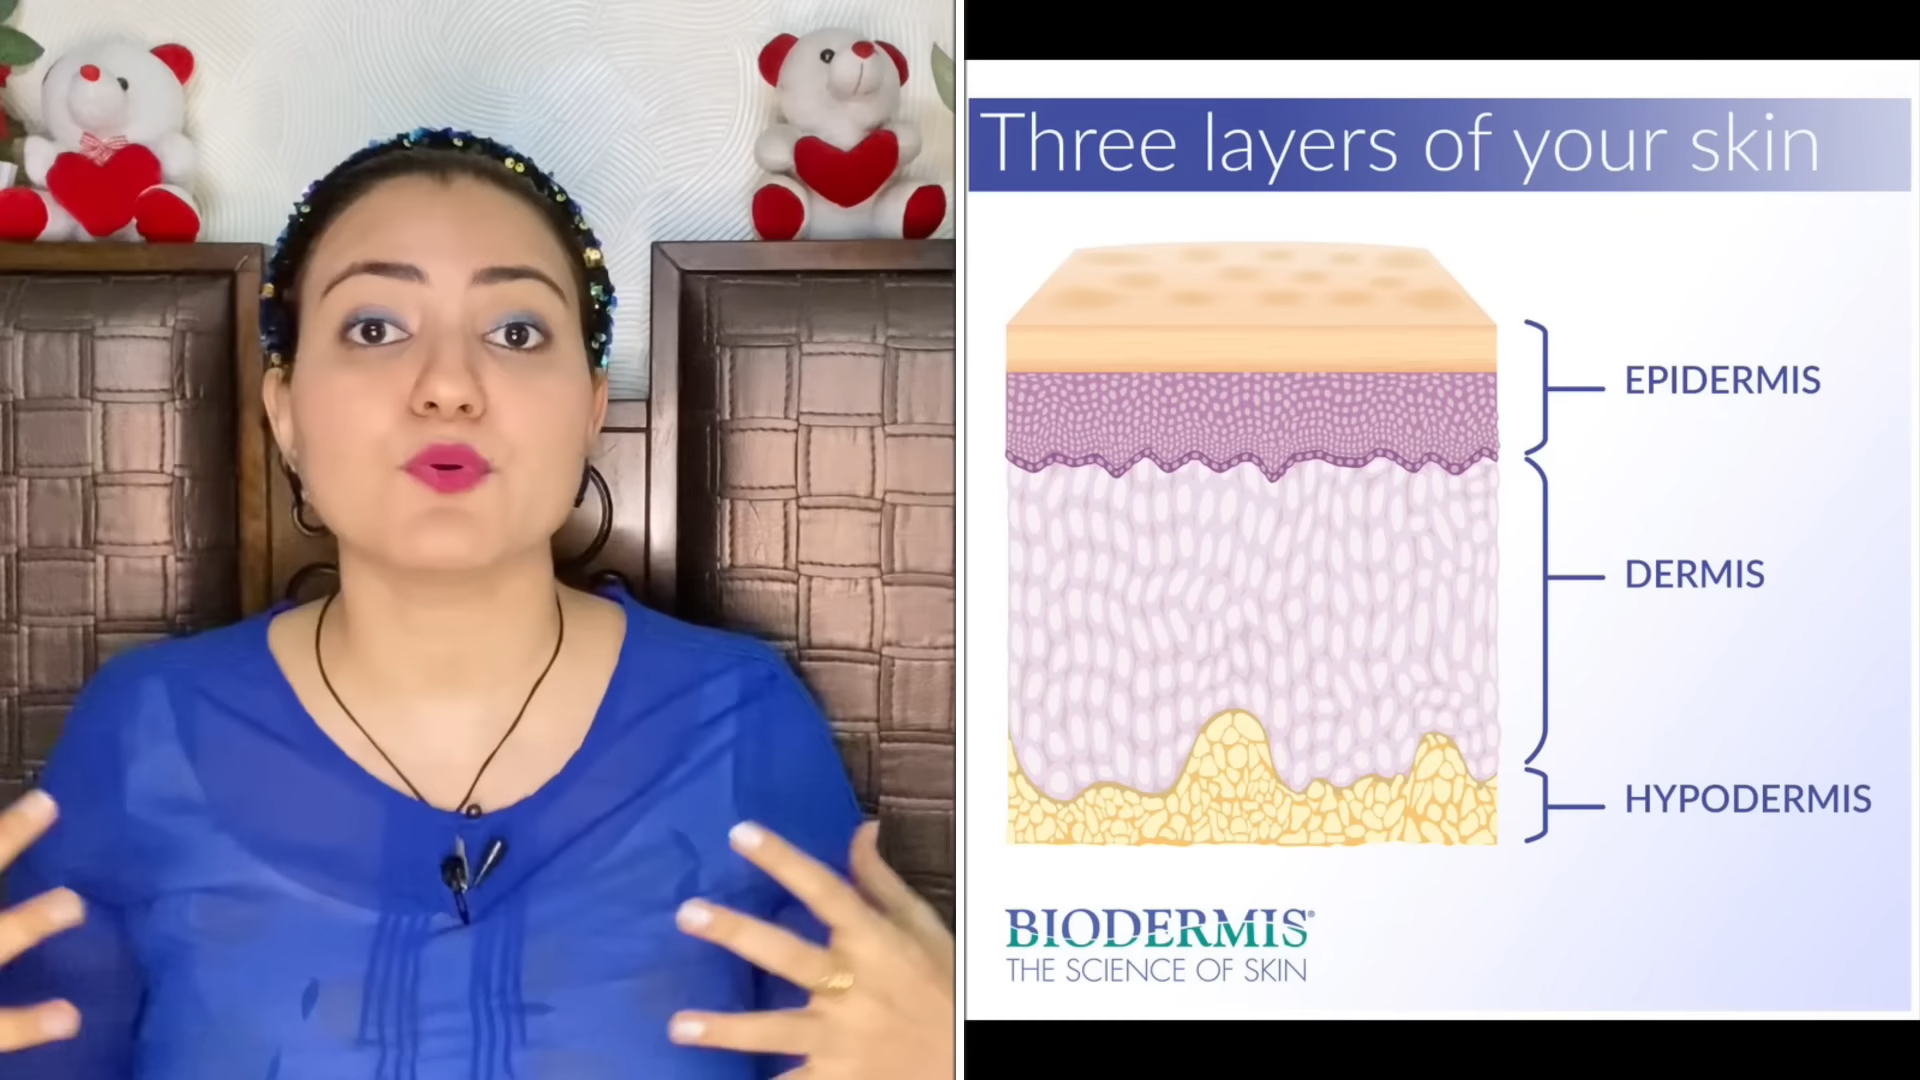 Three layers of your skin
EPIDERMIS
DERMIS
HYPODERMIS
BIODERMIS®
THE SCIENCE OF SKIN